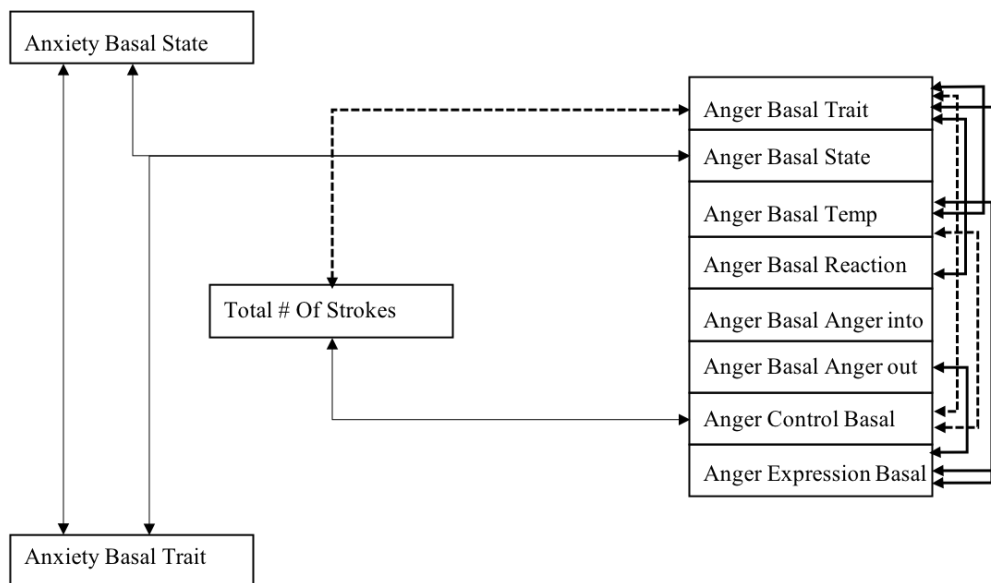 Anxiety Basal State
Anger Basal Trait
Anger Basal State
Anger Basal Temp
Anger Basal Reaction
Total # Of Strokes
Anger Basal Anger into
Anger Basal Anger out
Anger Control Basal
Anger Expression Basal
Anxiety Basal Trait